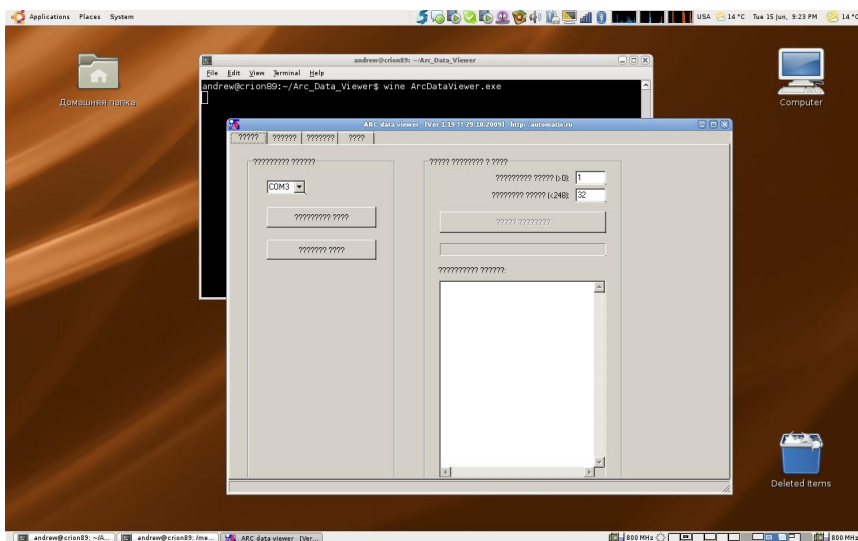 Applications Places System
USA 14 °C Tue 15 Jun, 9:23 PM 14 °C
Домашняя папка
Computer
andrew@crion89: ~/Arc_Data_Viewer
File Edit View Terminal Help
andrew@crion89:~/Arc_Data_Viewer$ wine ArcDataViewer.exe
ARC data viewer [Ver 1.19 ?? 29.10.2009] http://automatix.ru
????? ?????? ??????? ????
????????? ??????
COM3
????????? ????
??????? ????
????? ???????? ? ????
????????? ????? (>0): 1
???????? ????? (<248): 32
????? ????????
?????????? ??????:
Deleted Items
andrew@crion89: ~/A...
andrew@crion89: /me...
ARC data viewer [Ver...
800 MHz
800 MHz